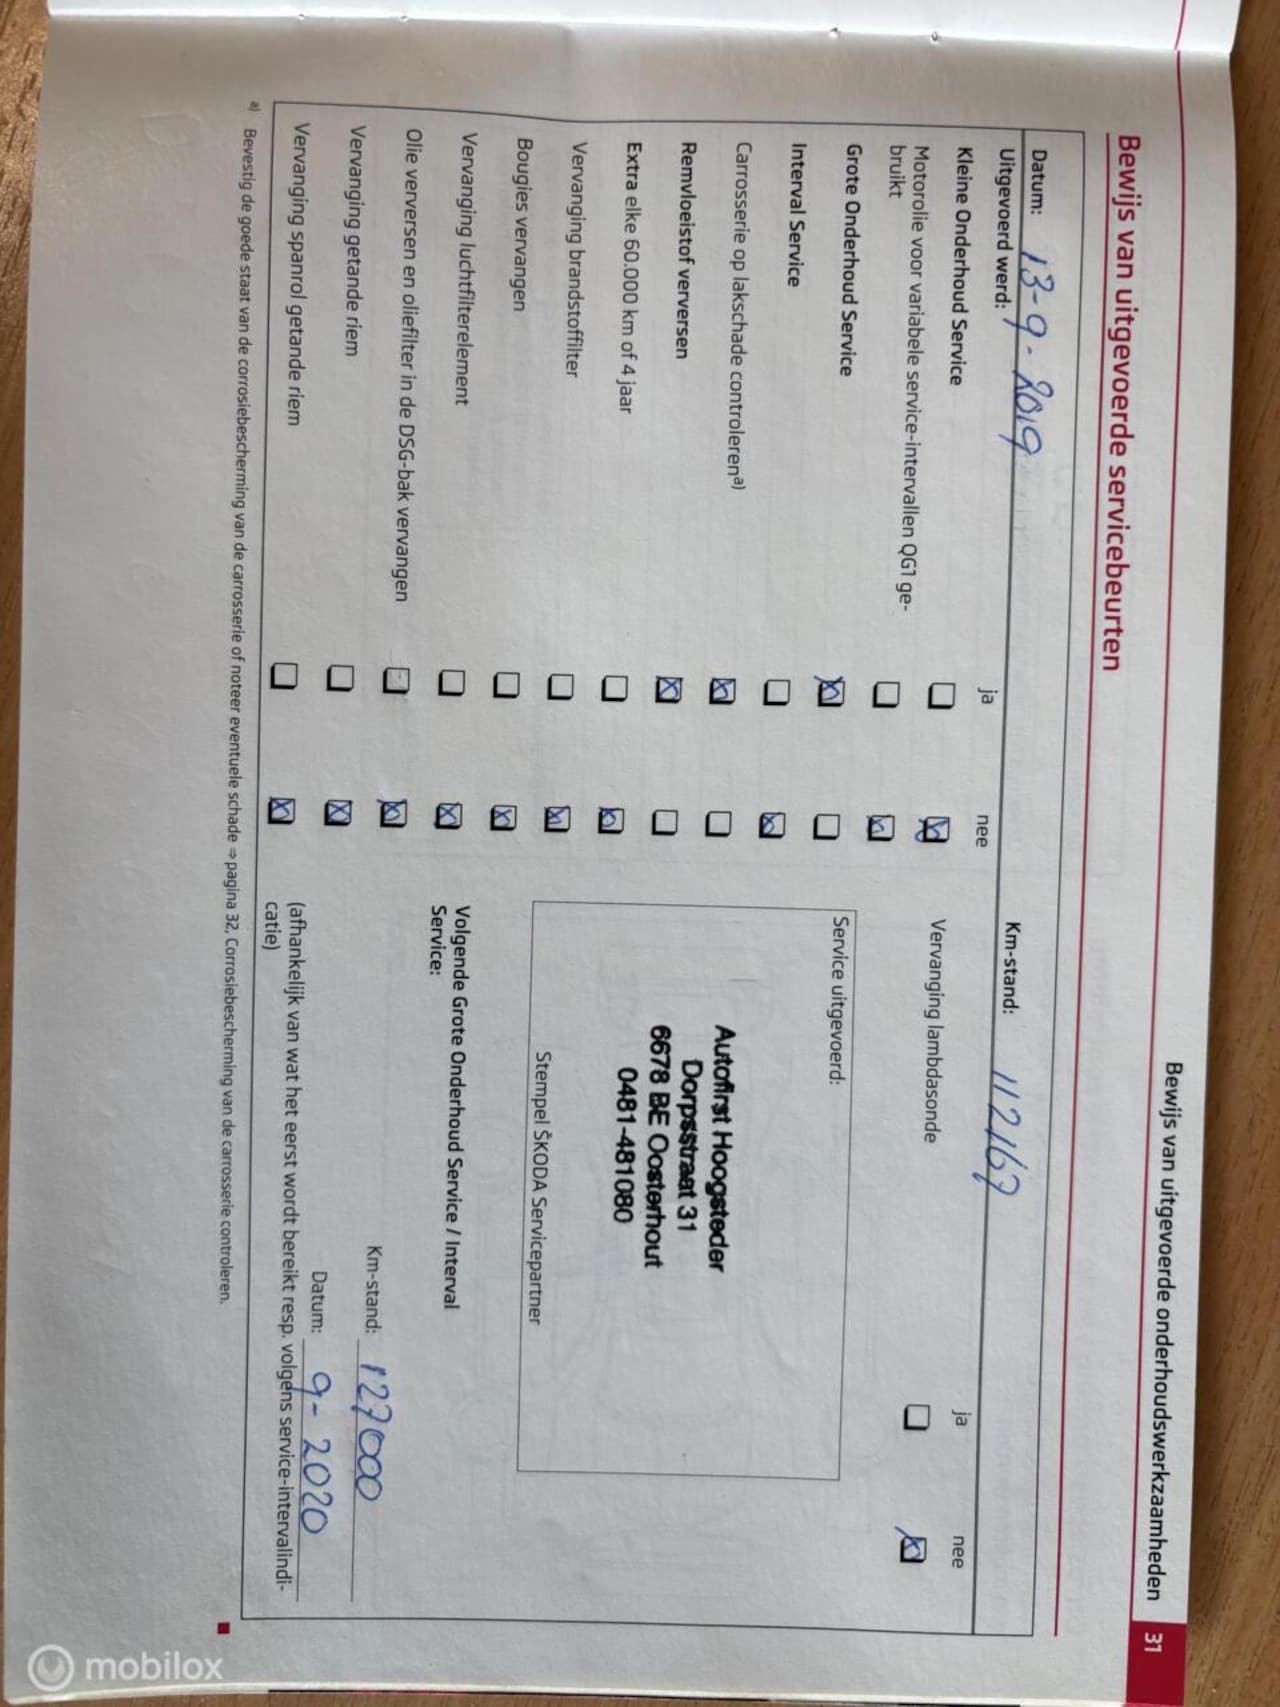 Bewijs van uitgevoerde onderhoudswerkzaamheden 31
Bewijs van uitgevoerde servicebeurten
Datum: 13-9-2019
Km-stand: 112169
Uitgevoerd werd:
ja nee
Kleine Onderhoud Service
Motorolie voor variabele service-intervallen QG1 ge-
bruikt
Grote Onderhoud Service
Interval Service
Carrosserie op lakschade controleren a)
Remvloeistof verversen
Extra elke 60.000 km of 4 jaar
Vervanging brandstoffilter
Bougies vervangen
Vervanging luchtfilterelement
Olie verversen en oliefilter in de DSG-bak vervangen
Vervanging getande riem
Vervanging spanrol getande riem
ja nee
Vervanging lambdasonde
Service uitgevoerd:
Autofirst Hoogsteder
Dorpsstraat 31
6678 BE Oosterhout
0481-481080
Stempel ŠKODA Servicepartner
Volgende Grote Onderhoud Service / Interval
Service:
Km-stand: 127000
Datum: 9-2020
(afhankelijk van wat het eerst wordt bereikt resp. volgens service-intervalindi-
catie)
a) Bevestig de goede staat van de corrosiebescherming van de carrosserie of noteer eventuele schade ⇒ pagina 32, Corrosiebescherming van de carrosserie controleren.
mobilox